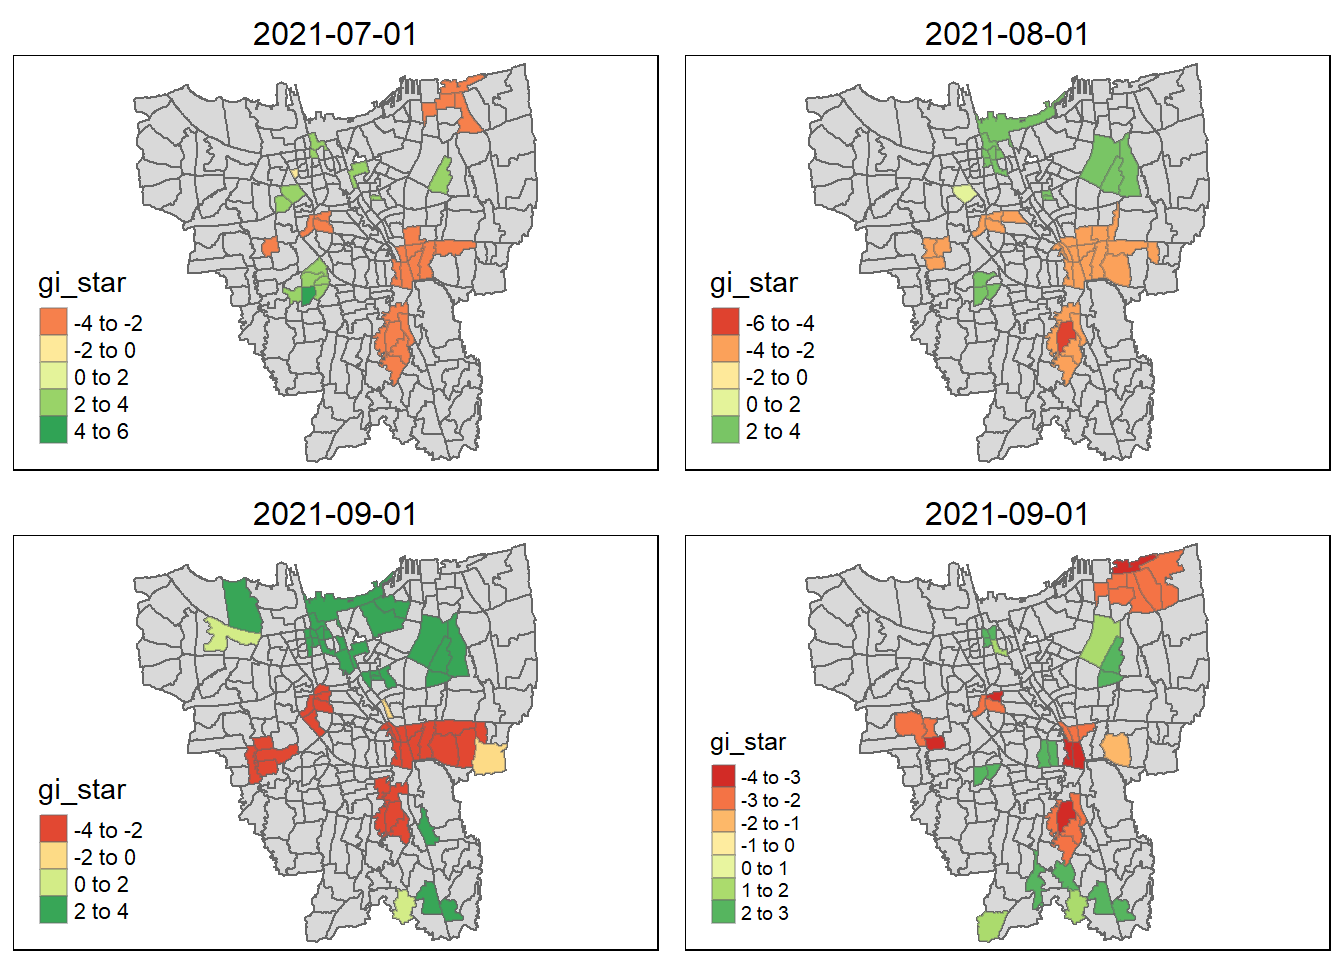 2021-07-01
gi_star
-4 to -2
-2 to 0
0 to 2
2 to 4
4 to 6
2021-08-01
gi_star
-6 to -4
-4 to -2
-2 to 0
0 to 2
2 to 4
2021-09-01
gi_star
-4 to -2
-2 to 0
0 to 2
2 to 4
2021-09-01
gi_star
-4 to -3
-3 to -2
-2 to -1
-1 to 0
0 to 1
1 to 2
2 to 3